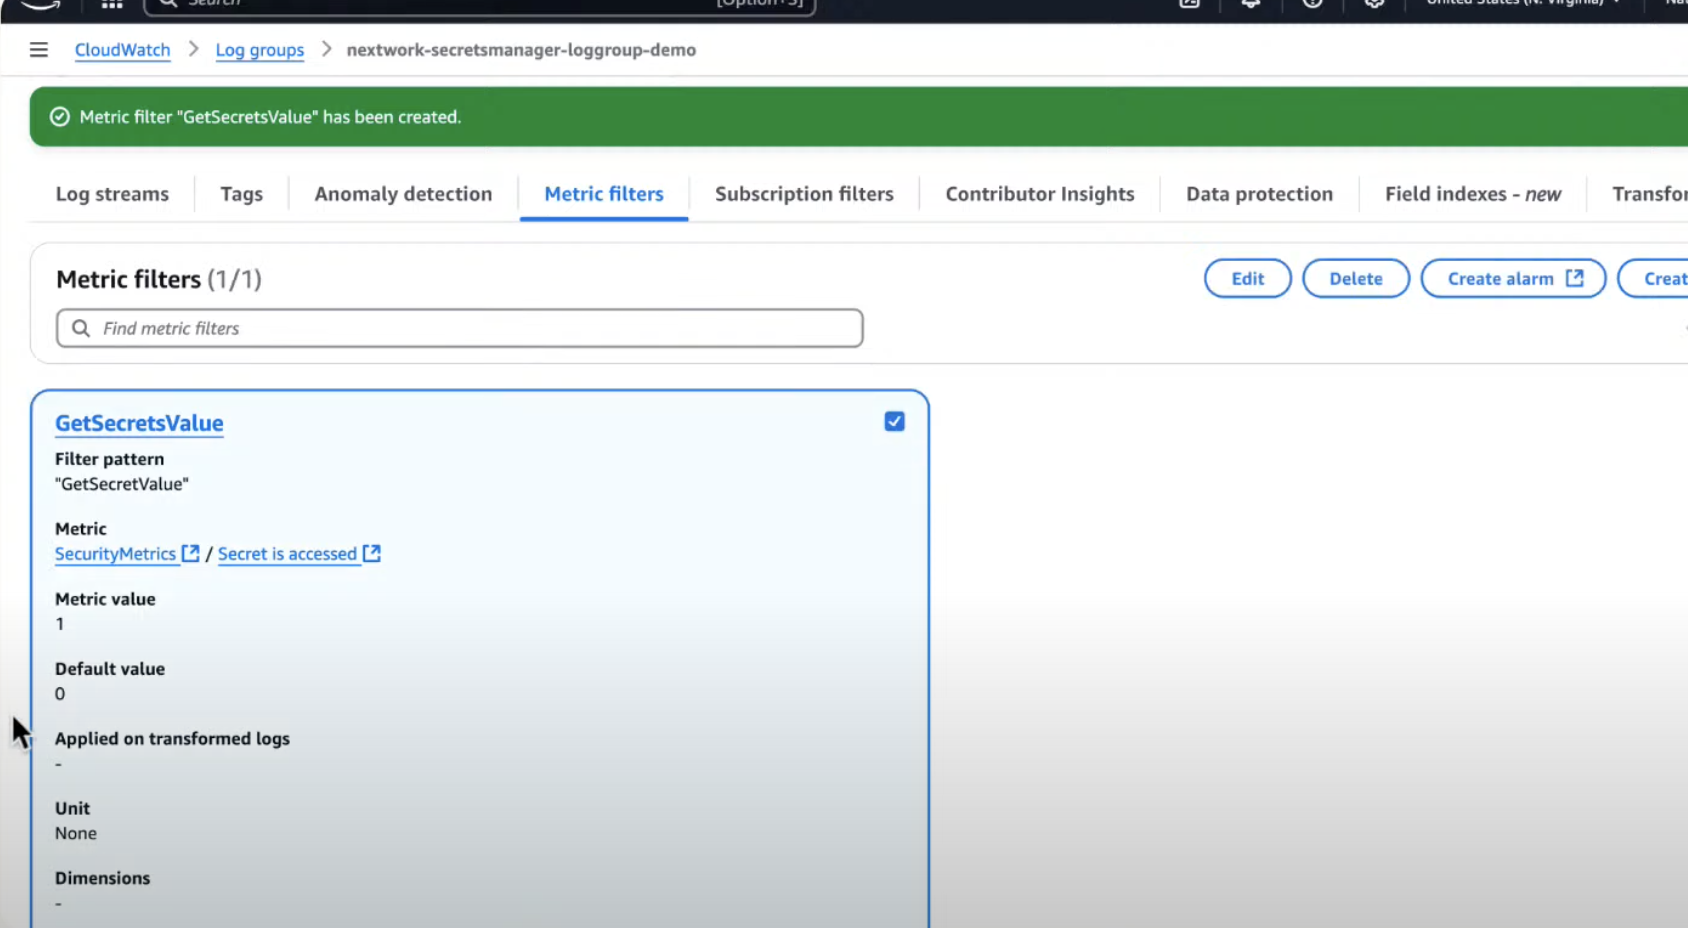 Search [Option+S] United States (N. Virginia)
CloudWatch > Log groups > nextwork-secretsmanager-loggroup-demo
Metric filter "GetSecretsValue" has been created.
Log streams Tags Anomaly detection Metric filters Subscription filters Contributor Insights Data protection Field indexes - new Transfor
Metric filters (1/1) Edit Delete Create alarm Creat
Find metric filters
GetSecretsValue
Filter pattern
"GetSecretValue"
Metric
SecurityMetrics / Secret is accessed
Metric value
1
Default value
0
Applied on transformed logs
-
Unit
None
Dimensions
-